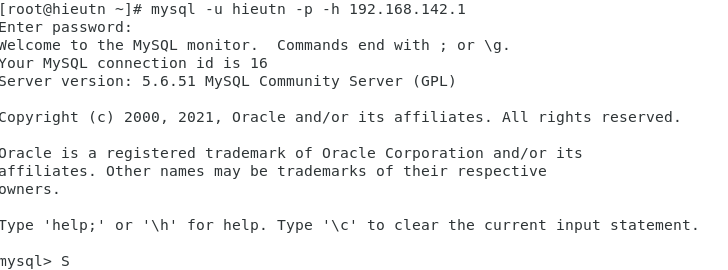 [root@hieutn ~]# mysql -u hieutn -p -h 192.168.142.1
Enter password:
Welcome to the MySQL monitor.  Commands end with ; or \g.
Your MySQL connection id is 16
Server version: 5.6.51 MySQL Community Server (GPL)

Copyright (c) 2000, 2021, Oracle and/or its affiliates. All rights reserved.

Oracle is a registered trademark of Oracle Corporation and/or its
affiliates. Other names may be trademarks of their respective
owners.

Type 'help;' or '\h' for help. Type '\c' to clear the current input statement.

mysql> S